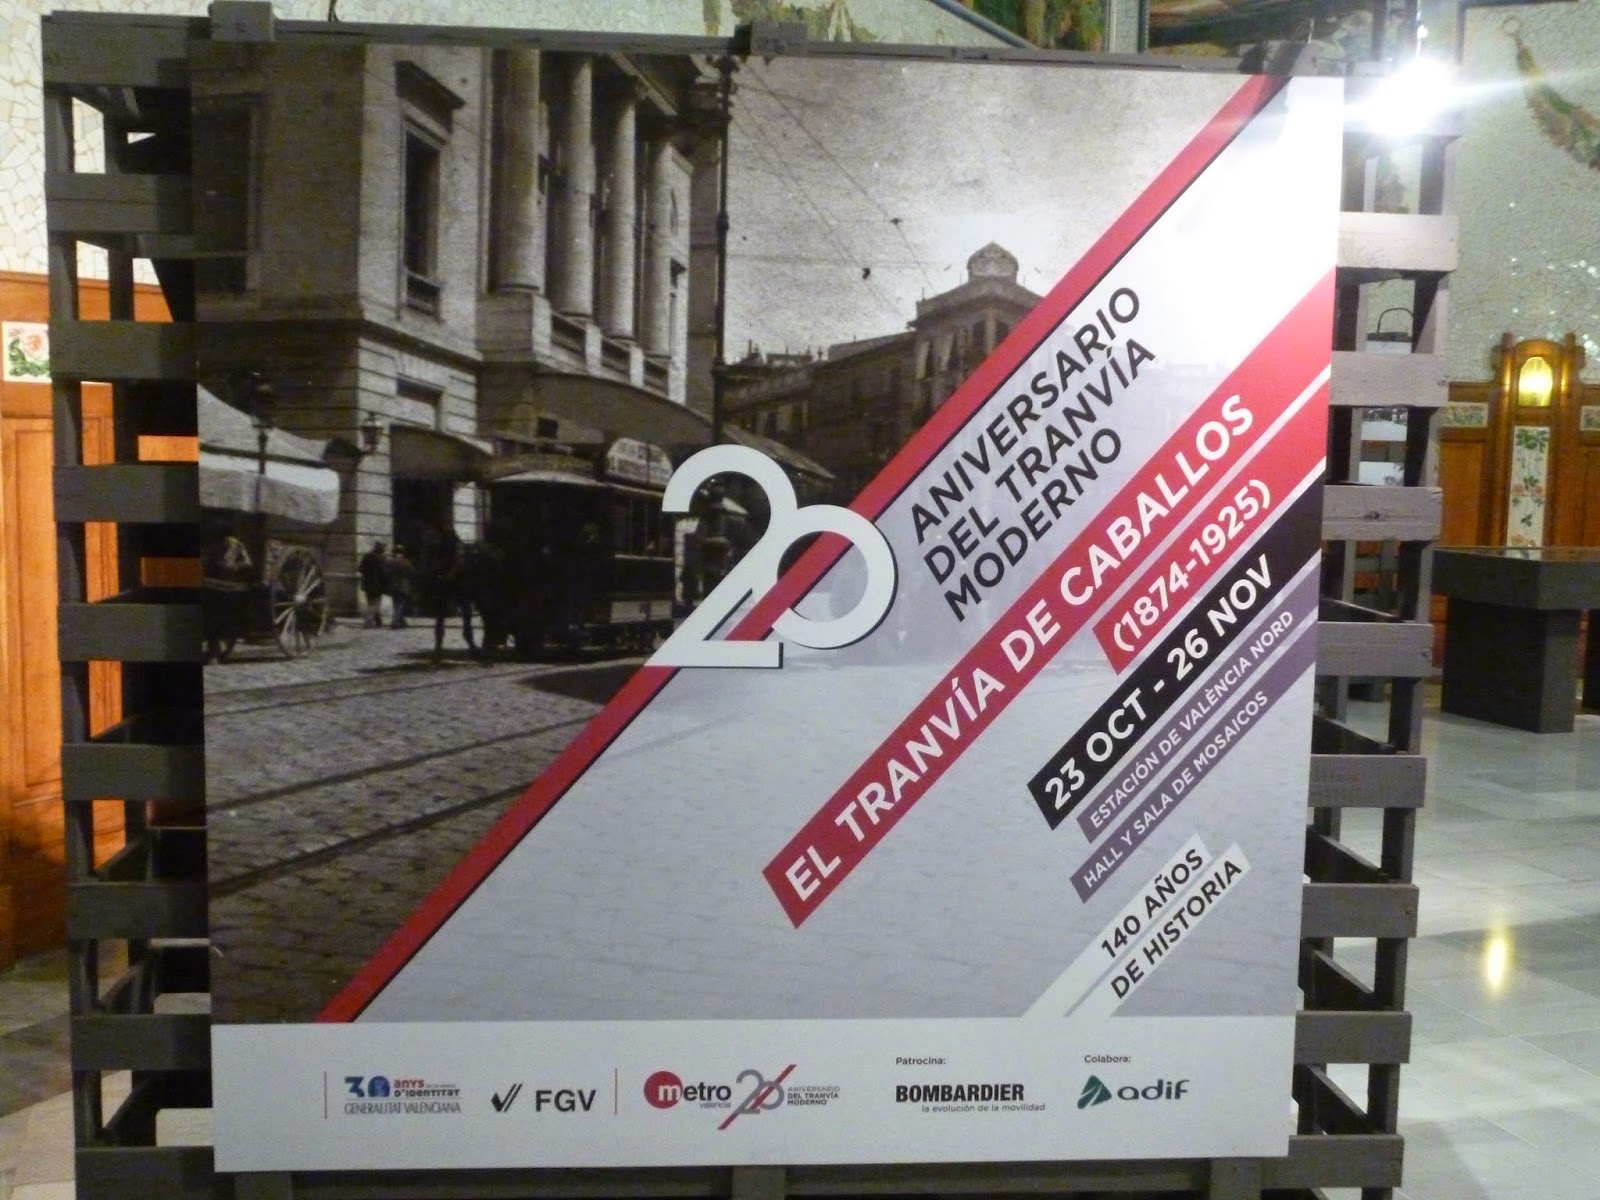 20
ANIVERSARIO
DEL TRANVÍA
MODERNO
EL TRANVÍA DE CABALLOS
(1874-1925)
23 OCT - 26 NOV
ESTACIÓN DE VALÈNCIA NORD
HALL Y SALA DE MOSAICOS
140 AÑOS
DE HISTORIA
30 anys
D'IDENTITAT
GENERALITAT VALENCIANA
FGV
metro
valencia
20
ANIVERSARIO
DEL TRANVÍA
MODERNO
Patrocina:
BOMBARDIER
la evolución de la movilidad
Colabora:
adif